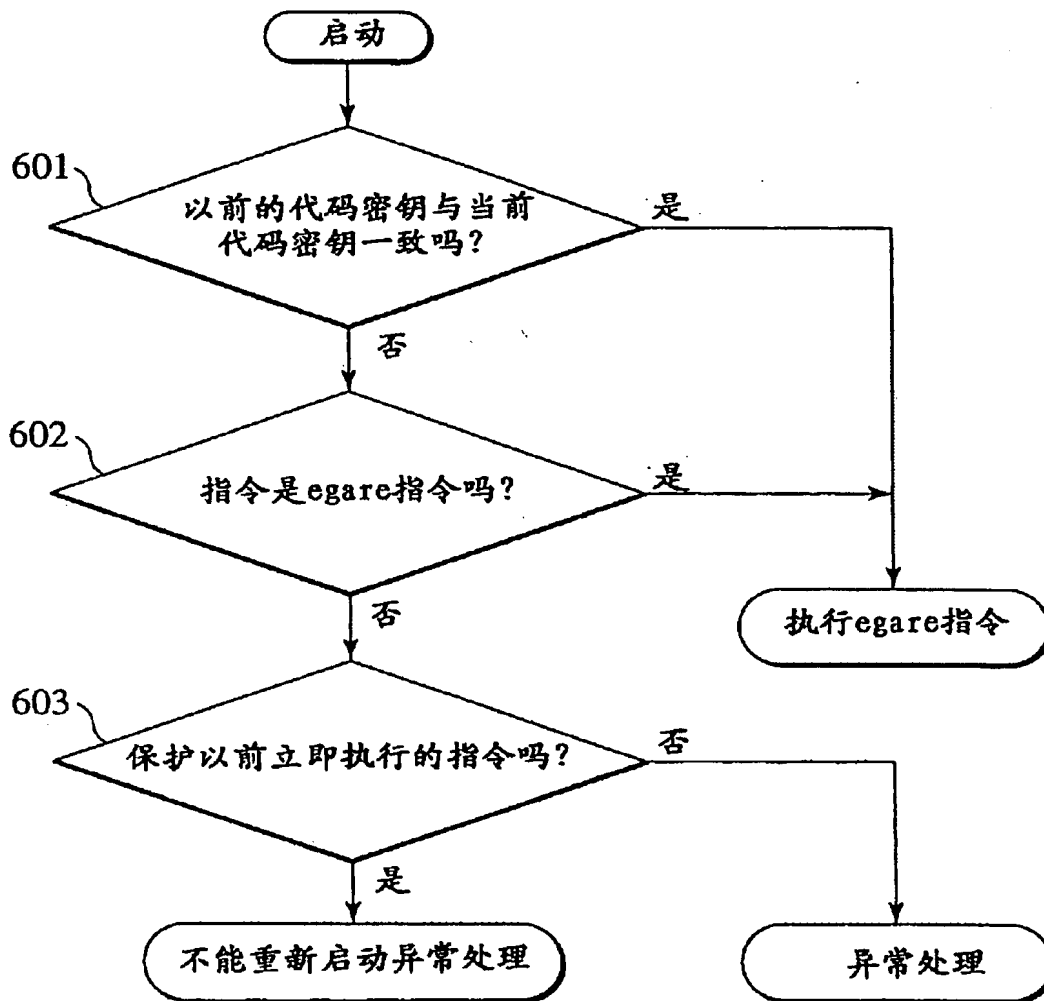 启动
601
以前的代码密钥与当前
代码密钥一致吗?
是
否
602
指令是egare指令吗?
是
否
执行egare指令
603
保护以前立即执行的指令吗?
否
是
不能重新启动异常处理
异常处理